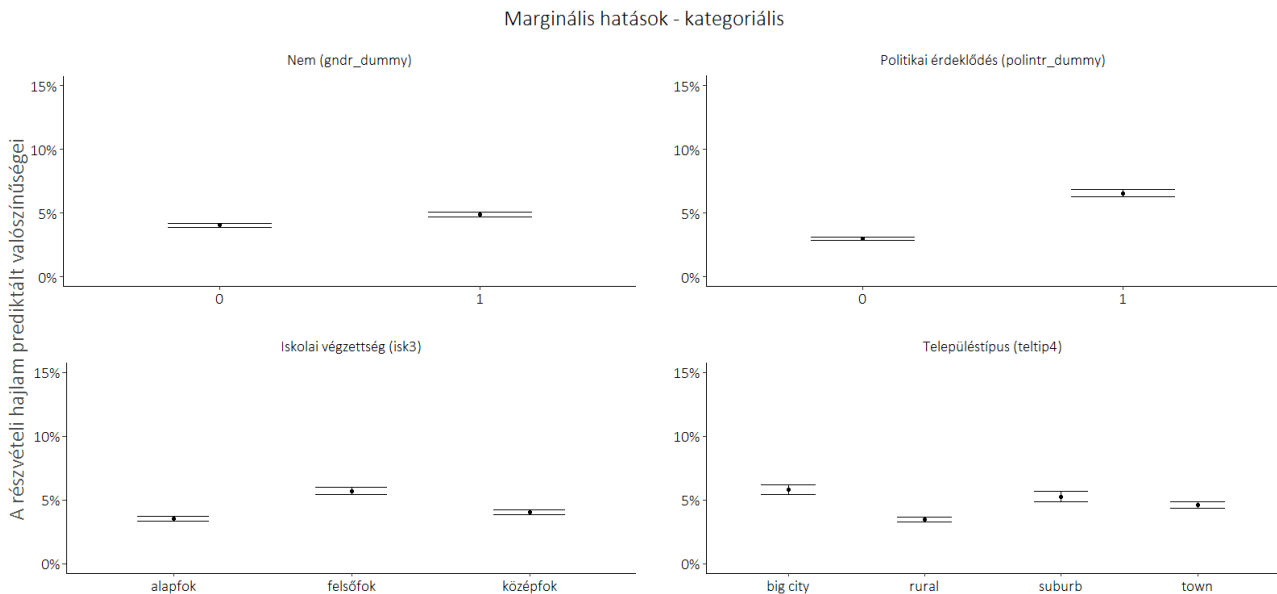 Marginális hatások - kategoriális
A részvételi hajlam prediktált valószínűségei
Nem (gndr_dummy)
15%
10%
5%
0%
0 1
Politikai érdeklődés (polintr_dummy)
15%
10%
5%
0%
0 1
Iskolai végzettség (isk3)
15%
10%
5%
0%
alapfok felsőfok középfok
Településtípus (teltip4)
15%
10%
5%
0%
big city rural suburb town